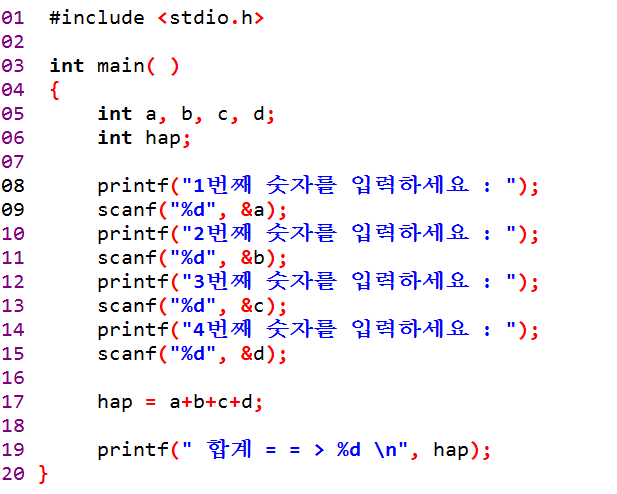 01 #include <stdio.h>
02
03 int main( )
04 {
05     int a, b, c, d;
06     int hap;
07
08     printf("1번째 숫자를 입력하세요 : ");
09     scanf("%d", &a);
10     printf("2번째 숫자를 입력하세요 : ");
11     scanf("%d", &b);
12     printf("3번째 숫자를 입력하세요 : ");
13     scanf("%d", &c);
14     printf("4번째 숫자를 입력하세요 : ");
15     scanf("%d", &d);
16
17     hap = a+b+c+d;
18
19     printf(" 합계 = = > %d \n", hap);
20 }